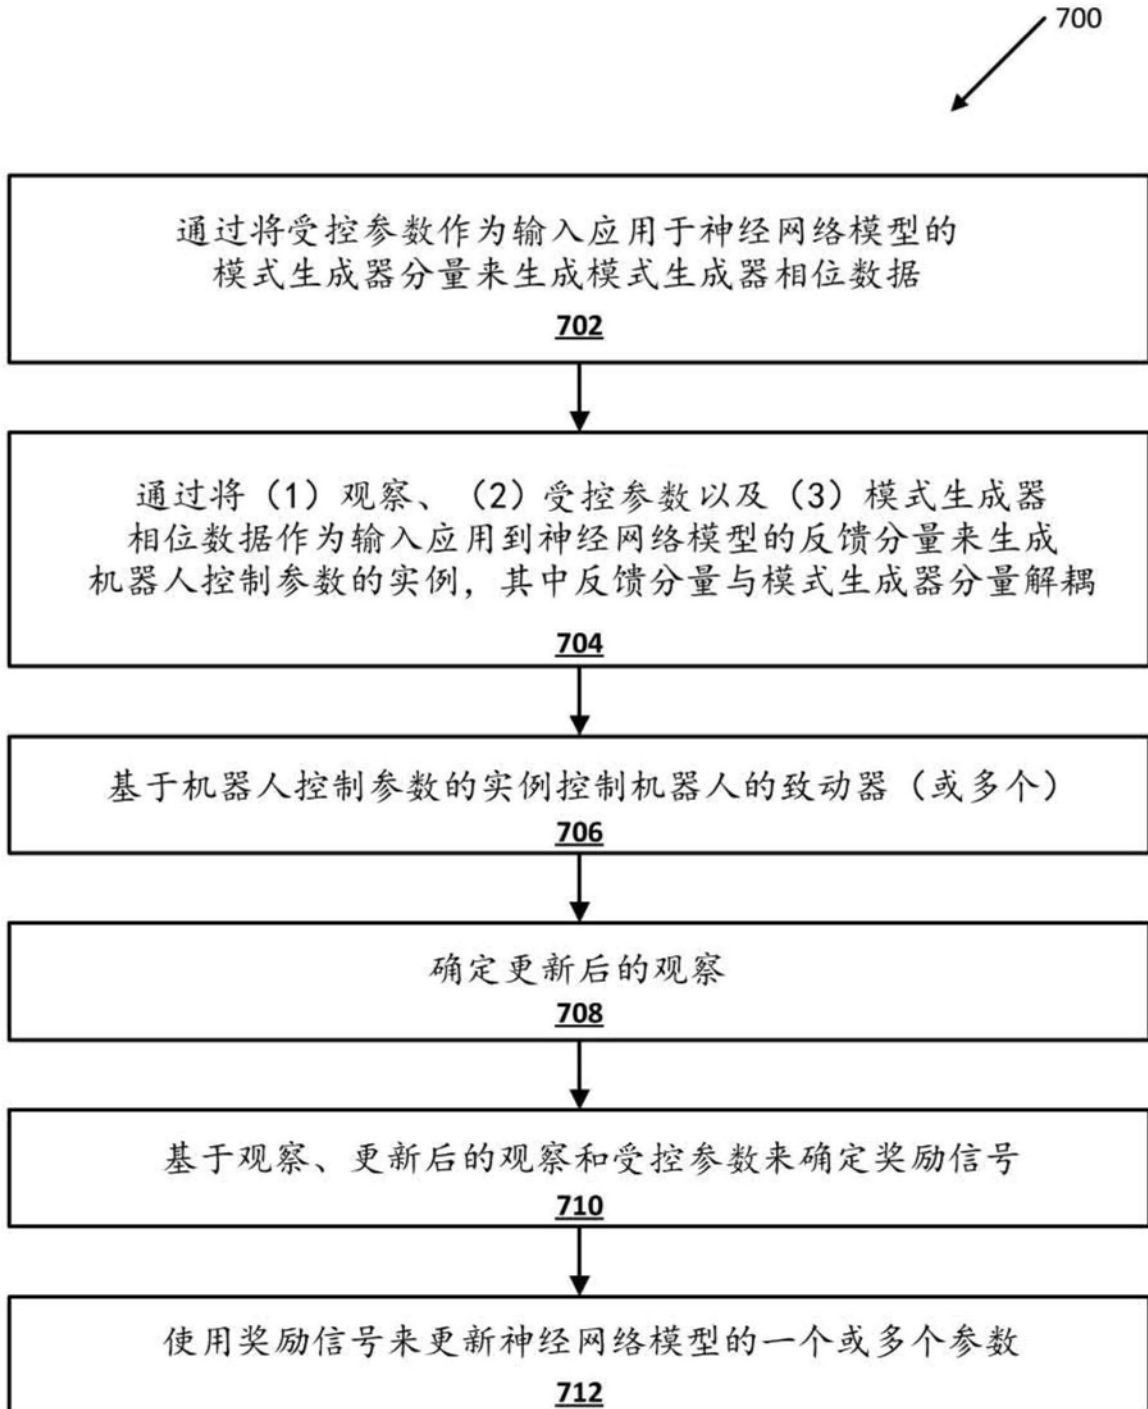 700
通过将受控参数作为输入应用于神经网络模型的
模式生成器分量来生成模式生成器相位数据
702
通过将（1）观察、（2）受控参数以及（3）模式生成器
相位数据作为输入应用到神经网络模型的反馈分量来生成
机器人控制参数的实例，其中反馈分量与模式生成器分量解耦
704
基于机器人控制参数的实例控制机器人的致动器（或多个）
706
确定更新后的观察
708
基于观察、更新后的观察和受控参数来确定奖励信号
710
使用奖励信号来更新神经网络模型的一个或多个参数
712